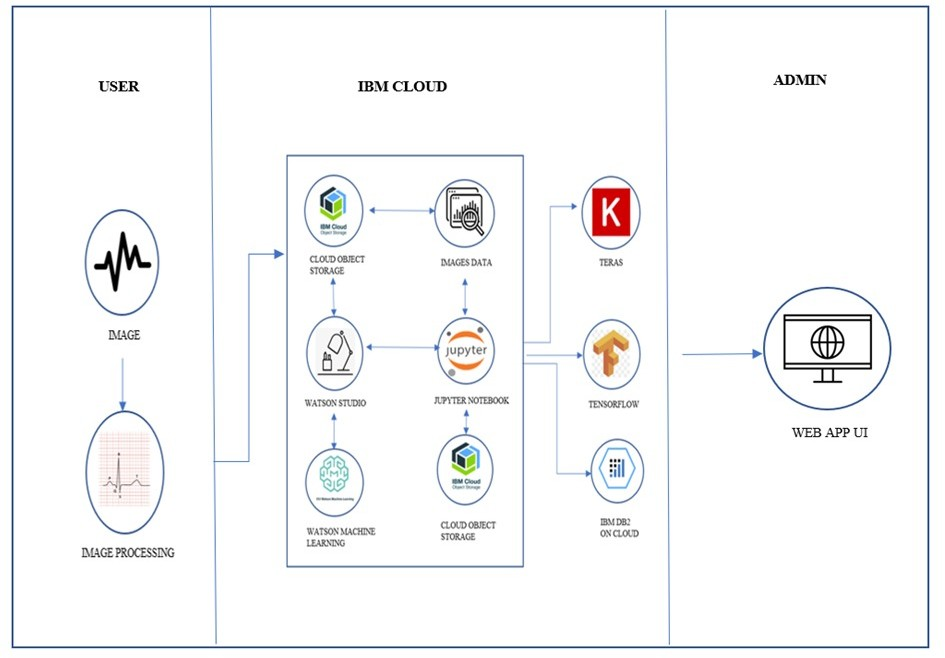 USER
IBM CLOUD
ADMIN
IBM Cloud
Object Storage
CLOUD OBJECT
STORAGE
IMAGES DATA
K
TERAS
IMAGE
WATSON STUDIO
jupyter
JUPYTER NOTEBOOK
TENSORFLOW
WEB APP UI
IMAGE PROCESSING
WATSON MACHINE
LEARNING
IBM Cloud
Object Storage
CLOUD OBJECT
STORAGE
IBM DB2
ON CLOUD